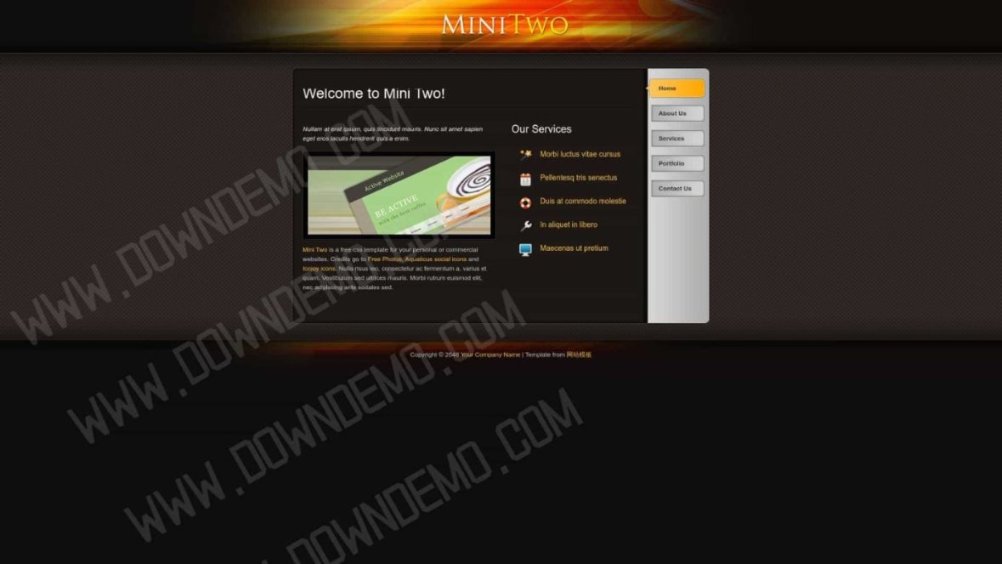 MiniTwo
Welcome to Mini Two!
Nullam at erat ipsum, quis tincidunt mauris. Nunc sit amet sapien
eget eros iaculis hendrerit quis a enim.
Active Website
BE ACTIVE
Mini Two is a free css template for your personal or commercial
websites. Credits go to Free Photos, Aquaticus social icons and
icojoy icons. Nulla risus leo, consectetur ac fermentum a, varius et
quam. Vestibulum sed ultrices mauris. Morbi rutrum euismod elit,
nec adipiscing ante sodales sed.
Our Services
Morbi luctus vitae cursus
Pellentesq tris senectus
Duis at commodo molestie
In aliquet in libero
Maecenas ut pretium
Home
About Us
Services
Portfolio
Contact Us
Copyright © 2048 Your Company Name | Template from 网站模板
WWW.DOWNDEMO.COM
WWW.DOWNDEMO.COM
WWW.DOWNDEMO.COM